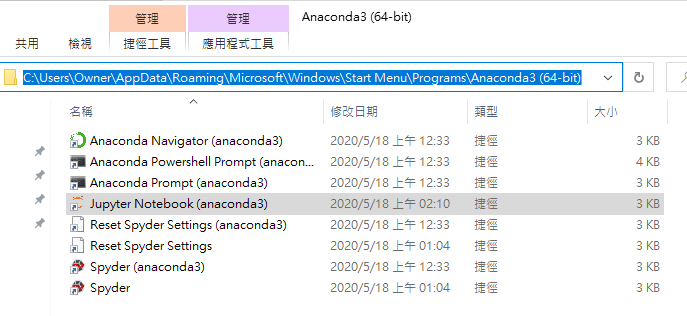 管理 管理 Anaconda3 (64-bit)
共用 檢視 捷徑工具 應用程式工具
C:\Users\Owner\AppData\Roaming\Microsoft\Windows\Start Menu\Programs\Anaconda3 (64-bit)
名稱 修改日期 類型 大小
Anaconda Navigator (anaconda3) 2020/5/18 上午 12:33 捷徑 3 KB
Anaconda Powershell Prompt (anacon... 2020/5/18 上午 12:33 捷徑 4 KB
Anaconda Prompt (anaconda3) 2020/5/18 上午 12:33 捷徑 3 KB
Jupyter Notebook (anaconda3) 2020/5/18 上午 02:10 捷徑 3 KB
Reset Spyder Settings (anaconda3) 2020/5/18 上午 12:33 捷徑 3 KB
Reset Spyder Settings 2020/5/18 上午 01:04 捷徑 3 KB
Spyder (anaconda3) 2020/5/18 上午 12:33 捷徑 3 KB
Spyder 2020/5/18 上午 01:04 捷徑 3 KB